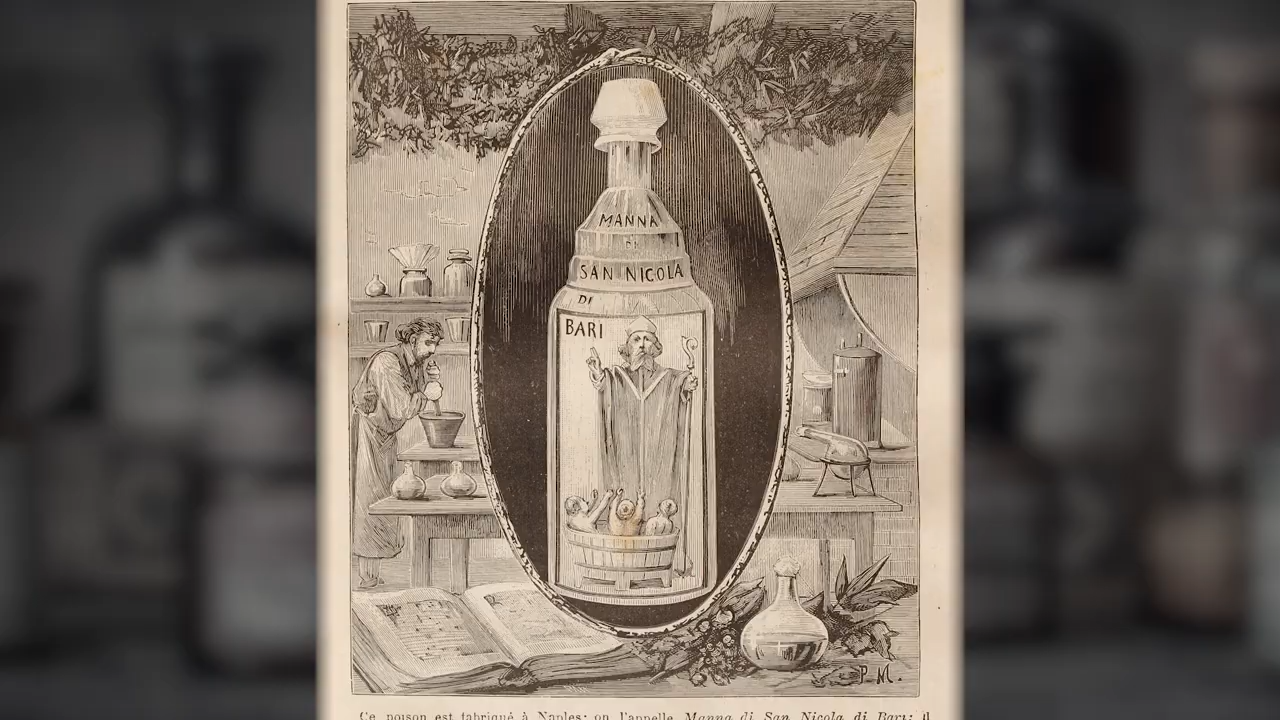 MANNA
DI
SAN NICOLA
DI
BARI
P. M.
Ce poison est fabriqué à Naples; on l'appelle Manna di San Nicola di Bari; il